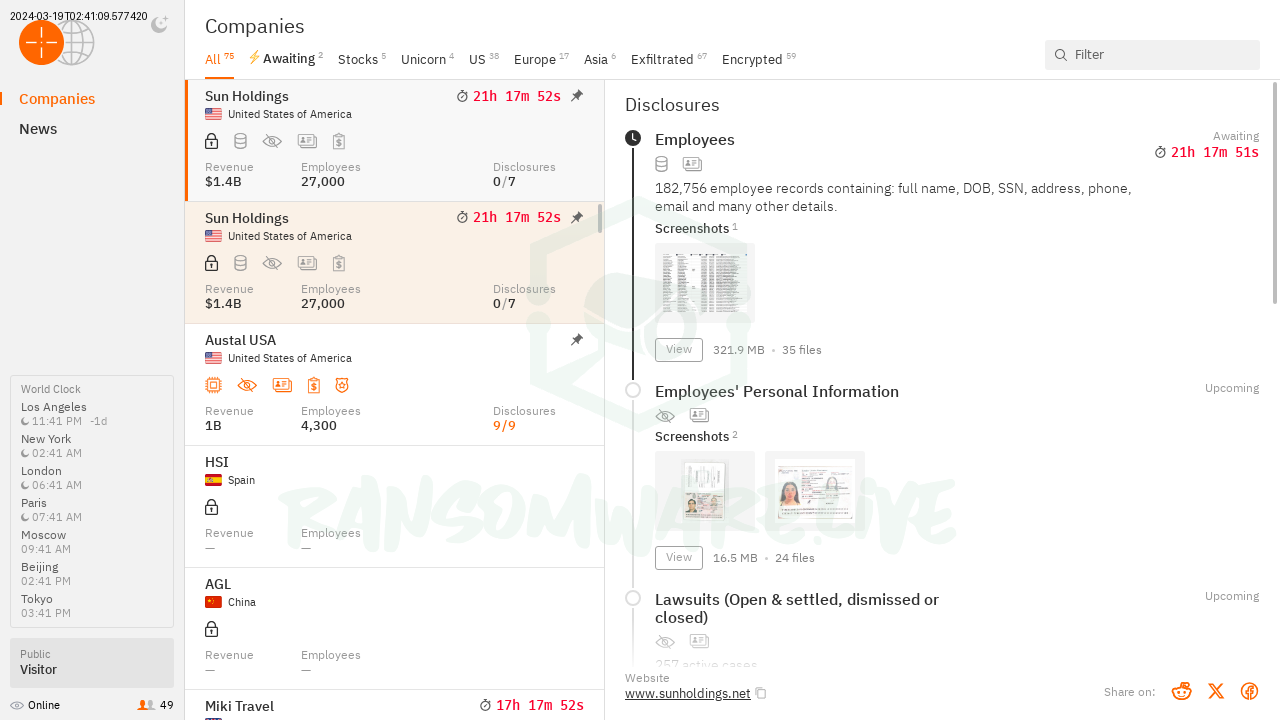 2024-03-19T02:41:09.577420
Companies
News
World Clock
Los Angeles
11:41 PM -1d
New York
02:41 AM
London
06:41 AM
Paris
07:41 AM
Moscow
09:41 AM
Beijing
02:41 PM
Tokyo
03:41 PM
Public
Visitor
Online 49
Companies
All 75 Awaiting 2 Stocks 5 Unicorn 4 US 38 Europe 17 Asia 6 Exfiltrated 67 Encrypted 59
Filter
Sun Holdings 21h 17m 52s
United States of America
Revenue Employees Disclosures
$1.4B 27,000 0/7
Sun Holdings 21h 17m 52s
United States of America
Revenue Employees Disclosures
$1.4B 27,000 0/7
Austal USA
United States of America
Revenue Employees Disclosures
1B 4,300 9/9
HSI
Spain
Revenue Employees
— —
AGL
China
Revenue Employees
— —
Miki Travel 17h 17m 52s
Disclosures
Employees Awaiting
21h 17m 51s
182,756 employee records containing: full name, DOB, SSN, address, phone,
email and many other details.
Screenshots 1
View 321.9 MB • 35 files
Employees' Personal Information Upcoming
Screenshots 2
View 16.5 MB • 24 files
Lawsuits (Open & settled, dismissed or Upcoming
closed)
257 active cases
Website
www.sunholdings.net
Share on:
RANSOMWARE.LIVE